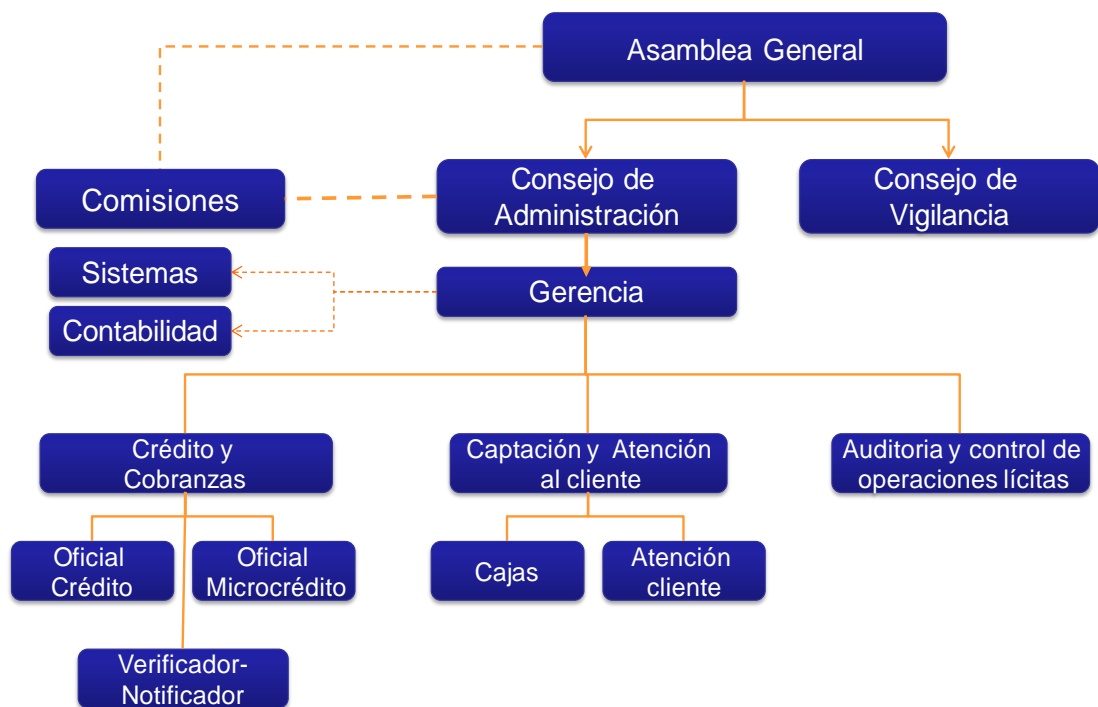 Asamblea General
Comisiones
Consejo de
Administración
Consejo de
Vigilancia
Sistemas
Contabilidad
Gerencia
Crédito y
Cobranzas
Captación y Atención
al cliente
Auditoria y control de
operaciones lícitas
Oficial
Crédito
Oficial
Microcrédito
Cajas
Atención
cliente
Verificador-
Notificador